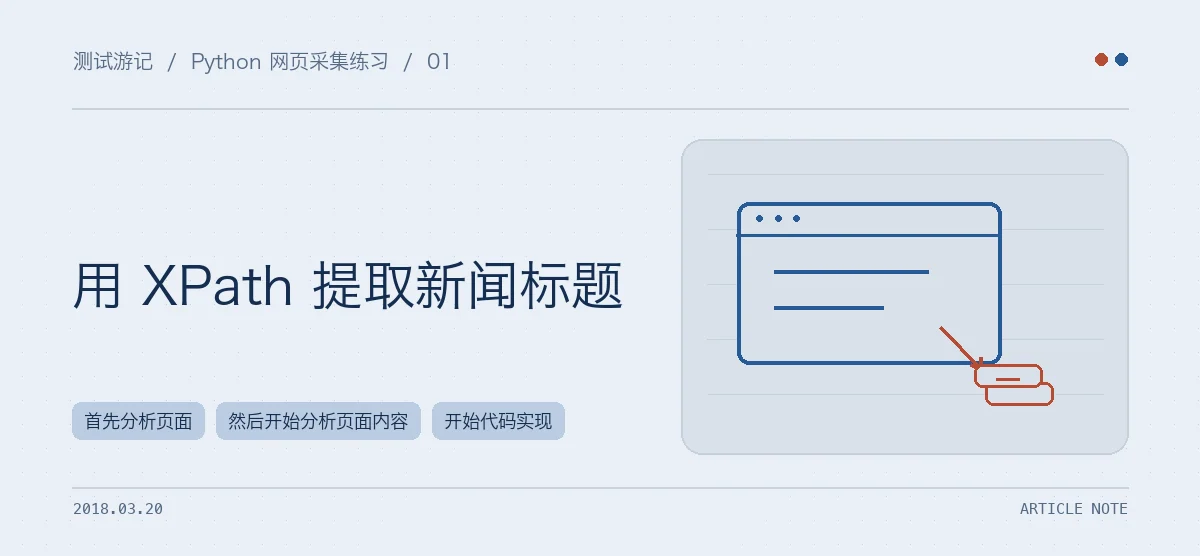 测试游记 / Python 网页采集练习 / 01
用 XPath 提取新闻标题
首先分析页面 然后开始分析页面内容 开始代码实现
2018.03.20 ARTICLE NOTE